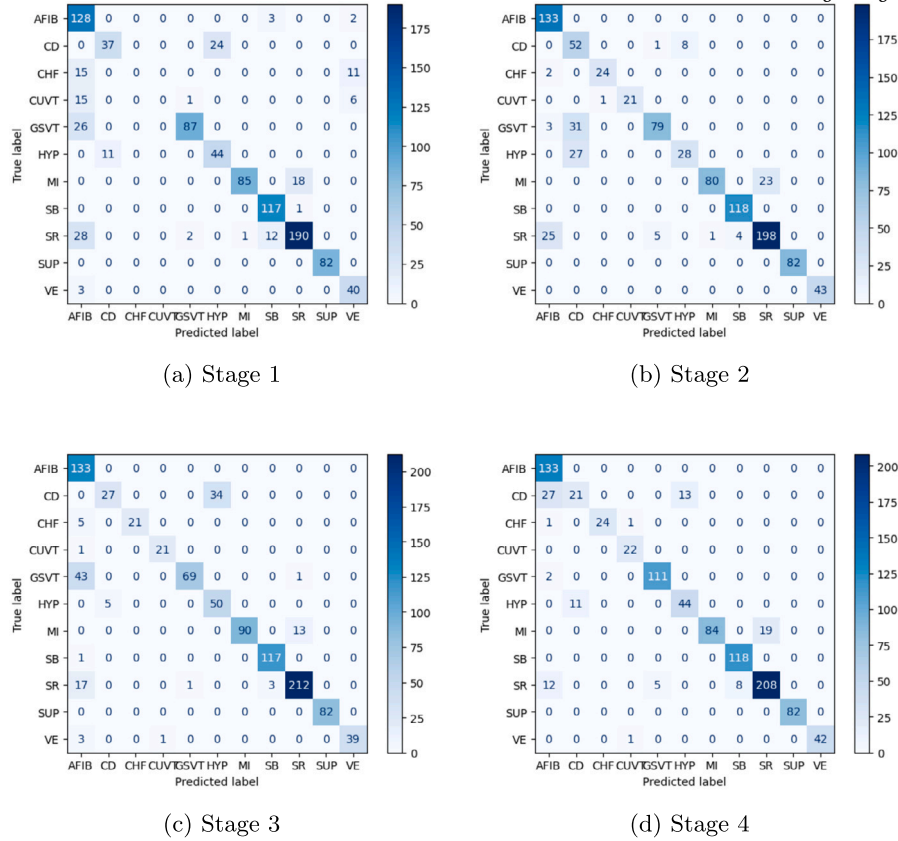 AFIB 128 0 0 0 0 0 0 3 0 0 2
CD 0 37 0 0 0 24 0 0 0 0 0
CHF 15 0 0 0 0 0 0 0 0 0 11
CUVT 15 0 0 0 1 0 0 0 0 0 6
GSVT 26 0 0 0 87 0 0 0 0 0 0
HYP 0 11 0 0 0 44 0 0 0 0 0
MI 0 0 0 0 0 0 85 0 18 0 0
SB 0 0 0 0 0 0 0 117 1 0 0
SR 28 0 0 0 2 0 1 12 190 0 0
SUP 0 0 0 0 0 0 0 0 0 82 0
VE 3 0 0 0 0 0 0 0 0 0 40
AFIB CD CHF CUVT GSVT HYP MI SB SR SUP VE
Predicted label
True label
175
150
125
100
75
50
25
0
(a) Stage 1
AFIB 133 0 0 0 0 0 0 0 0 0 0
CD 0 52 0 0 1 8 0 0 0 0 0
CHF 2 0 24 0 0 0 0 0 0 0 0
CUVT 0 0 1 21 0 0 0 0 0 0 0
GSVT 3 31 0 0 79 0 0 0 0 0 0
HYP 0 27 0 0 0 28 0 0 0 0 0
MI 0 0 0 0 0 0 80 0 23 0 0
SB 0 0 0 0 0 0 0 118 0 0 0
SR 25 0 0 0 5 0 1 4 198 0 0
SUP 0 0 0 0 0 0 0 0 0 82 0
VE 0 0 0 0 0 0 0 0 0 0 43
AFIB CD CHF CUVT GSVT HYP MI SB SR SUP VE
Predicted label
True label
175
150
125
100
75
50
25
0
(b) Stage 2
AFIB 133 0 0 0 0 0 0 0 0 0 0
CD 0 27 0 0 0 34 0 0 0 0 0
CHF 5 0 21 0 0 0 0 0 0 0 0
CUVT 1 0 0 21 0 0 0 0 0 0 0
GSVT 43 0 0 0 69 0 0 0 1 0 0
HYP 0 5 0 0 0 50 0 0 0 0 0
MI 0 0 0 0 0 0 90 0 13 0 0
SB 1 0 0 0 0 0 0 117 0 0 0
SR 17 0 0 0 1 0 0 3 212 0 0
SUP 0 0 0 0 0 0 0 0 0 82 0
VE 3 0 0 1 0 0 0 0 0 0 39
AFIB CD CHF CUVT GSVT HYP MI SB SR SUP VE
Predicted label
True label
200
175
150
125
100
75
50
25
0
(c) Stage 3
AFIB 133 0 0 0 0 0 0 0 0 0 0
CD 27 21 0 0 0 13 0 0 0 0 0
CHF 1 0 24 1 0 0 0 0 0 0 0
CUVT 0 0 0 22 0 0 0 0 0 0 0
GSVT 2 0 0 0 111 0 0 0 0 0 0
HYP 0 11 0 0 0 44 0 0 0 0 0
MI 0 0 0 0 0 0 84 0 19 0 0
SB 0 0 0 0 0 0 0 118 0 0 0
SR 12 0 0 0 5 0 0 8 208 0 0
SUP 0 0 0 0 0 0 0 0 0 82 0
VE 0 0 0 1 0 0 0 0 0 0 42
AFIB CD CHF CUVT GSVT HYP MI SB SR SUP VE
Predicted label
True label
200
175
150
125
100
75
50
25
0
(d) Stage 4